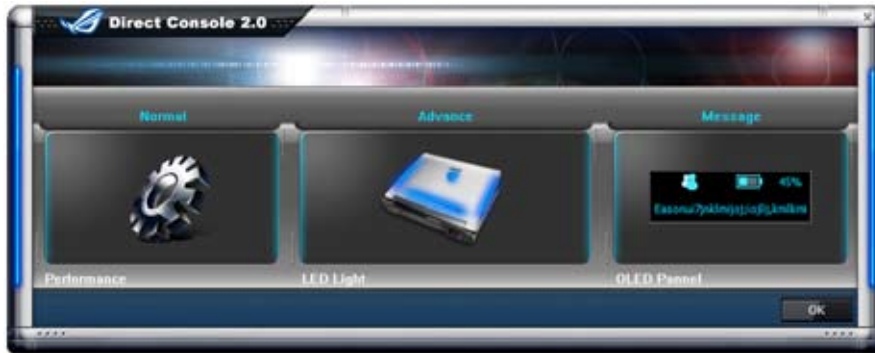 Direct Console 2.0
Normal Advance Message
45%
Performance LED Light OLED Pannel
OK